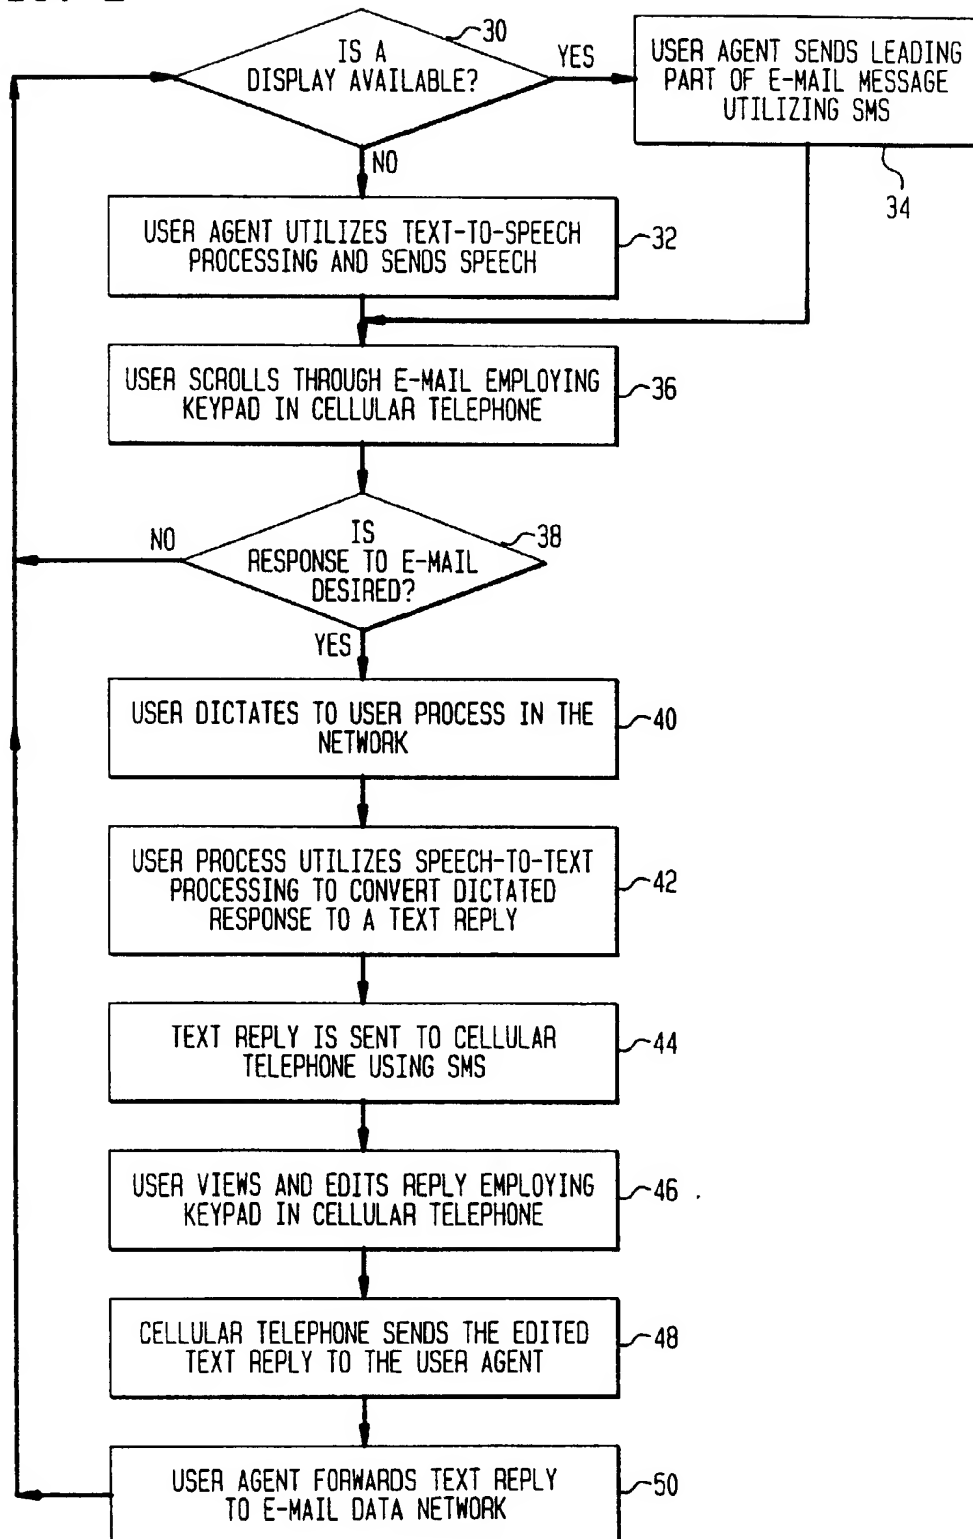 30
IS A
DISPLAY AVAILABLE?
YES
USER AGENT SENDS LEADING
PART OF E-MAIL MESSAGE
UTILIZING SMS
34
NO
USER AGENT UTILIZES TEXT-TO-SPEECH
PROCESSING AND SENDS SPEECH
32
USER SCROLLS THROUGH E-MAIL EMPLOYING
KEYPAD IN CELLULAR TELEPHONE
36
NO
IS
RESPONSE TO E-MAIL
DESIRED?
38
YES
USER DICTATES TO USER PROCESS IN THE
NETWORK
40
USER PROCESS UTILIZES SPEECH-TO-TEXT
PROCESSING TO CONVERT DICTATED
RESPONSE TO A TEXT REPLY
42
TEXT REPLY IS SENT TO CELLULAR
TELEPHONE USING SMS
44
USER VIEWS AND EDITS REPLY EMPLOYING
KEYPAD IN CELLULAR TELEPHONE
46
CELLULAR TELEPHONE SENDS THE EDITED
TEXT REPLY TO THE USER AGENT
48
USER AGENT FORWARDS TEXT REPLY
TO E-MAIL DATA NETWORK
50